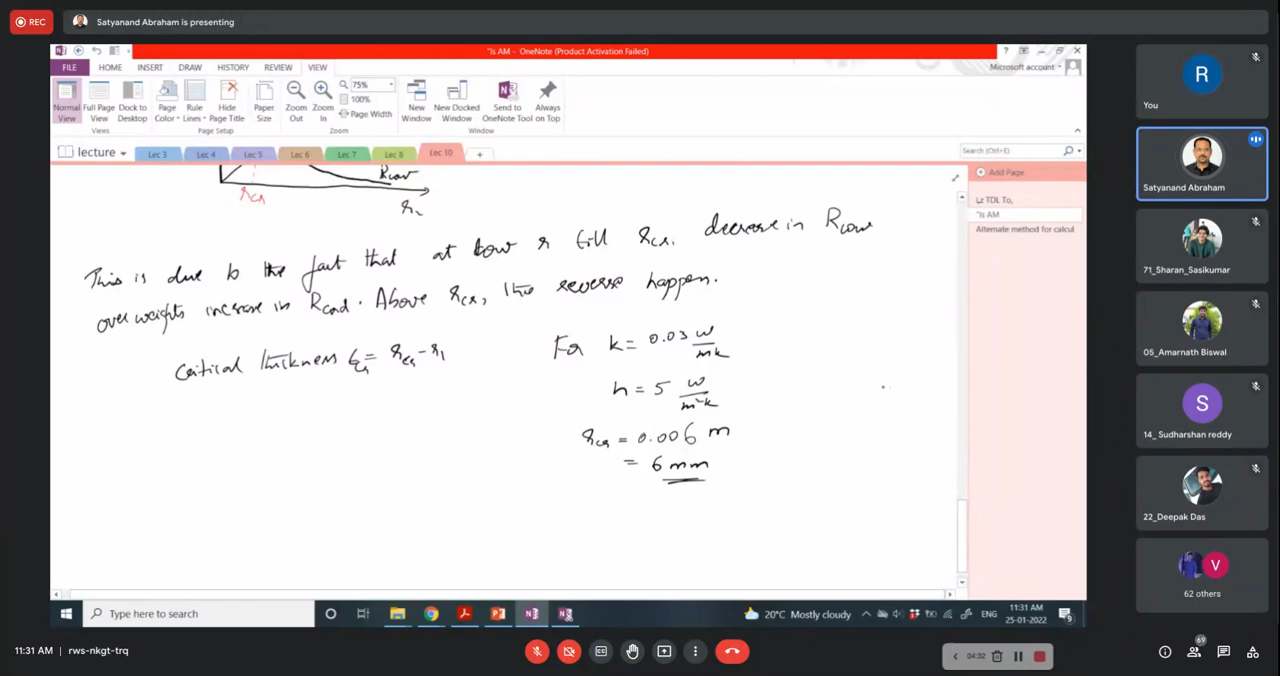 REC
Satyanand Abraham is presenting
"Is AM - OneNote (Product Activation Failed)
FILE HOME INSERT DRAW HISTORY REVIEW VIEW
Microsoft account
Normal View
Full Page View
Dock to Desktop
Views
Page Color
Rule Lines
Hide Page Title
Page Setup
Paper Size
Zoom Out
Zoom In
75%
100%
Page Width
Zoom
New Window
New Docked Window
Send to OneNote Tool
Always on Top
Window
lecture Lec 3 Lec 4 Lec 5 Lec 6 Lec 7 Lec 8 Lec 10
Search (Ctrl+E)
Add Page
TDL To,
"Is AM
Alternate method for calcul
Rconv
rcr
r2
This is due to the fact that at low r till rcr, decrease in Rconv
over weights increase in Rcond. Above rcr, the reverse happen.
Critical thickness tcr = rcr - r1
For k = 0.03 W/mK
h = 5 W/m²K
rcr = 0.006 m
= 6 mm
Type here to search
20°C Mostly cloudy
ENG
11:31 AM
25-01-2022
9
R
You
Satyanand Abraham
71_Sharan_Sasikumar
05_Amarnath Biswal
S
14_ Sudharshan reddy
22_Deepak Das
V
62 others
11:31 AM | rws-nkgt-trq
04:32
69